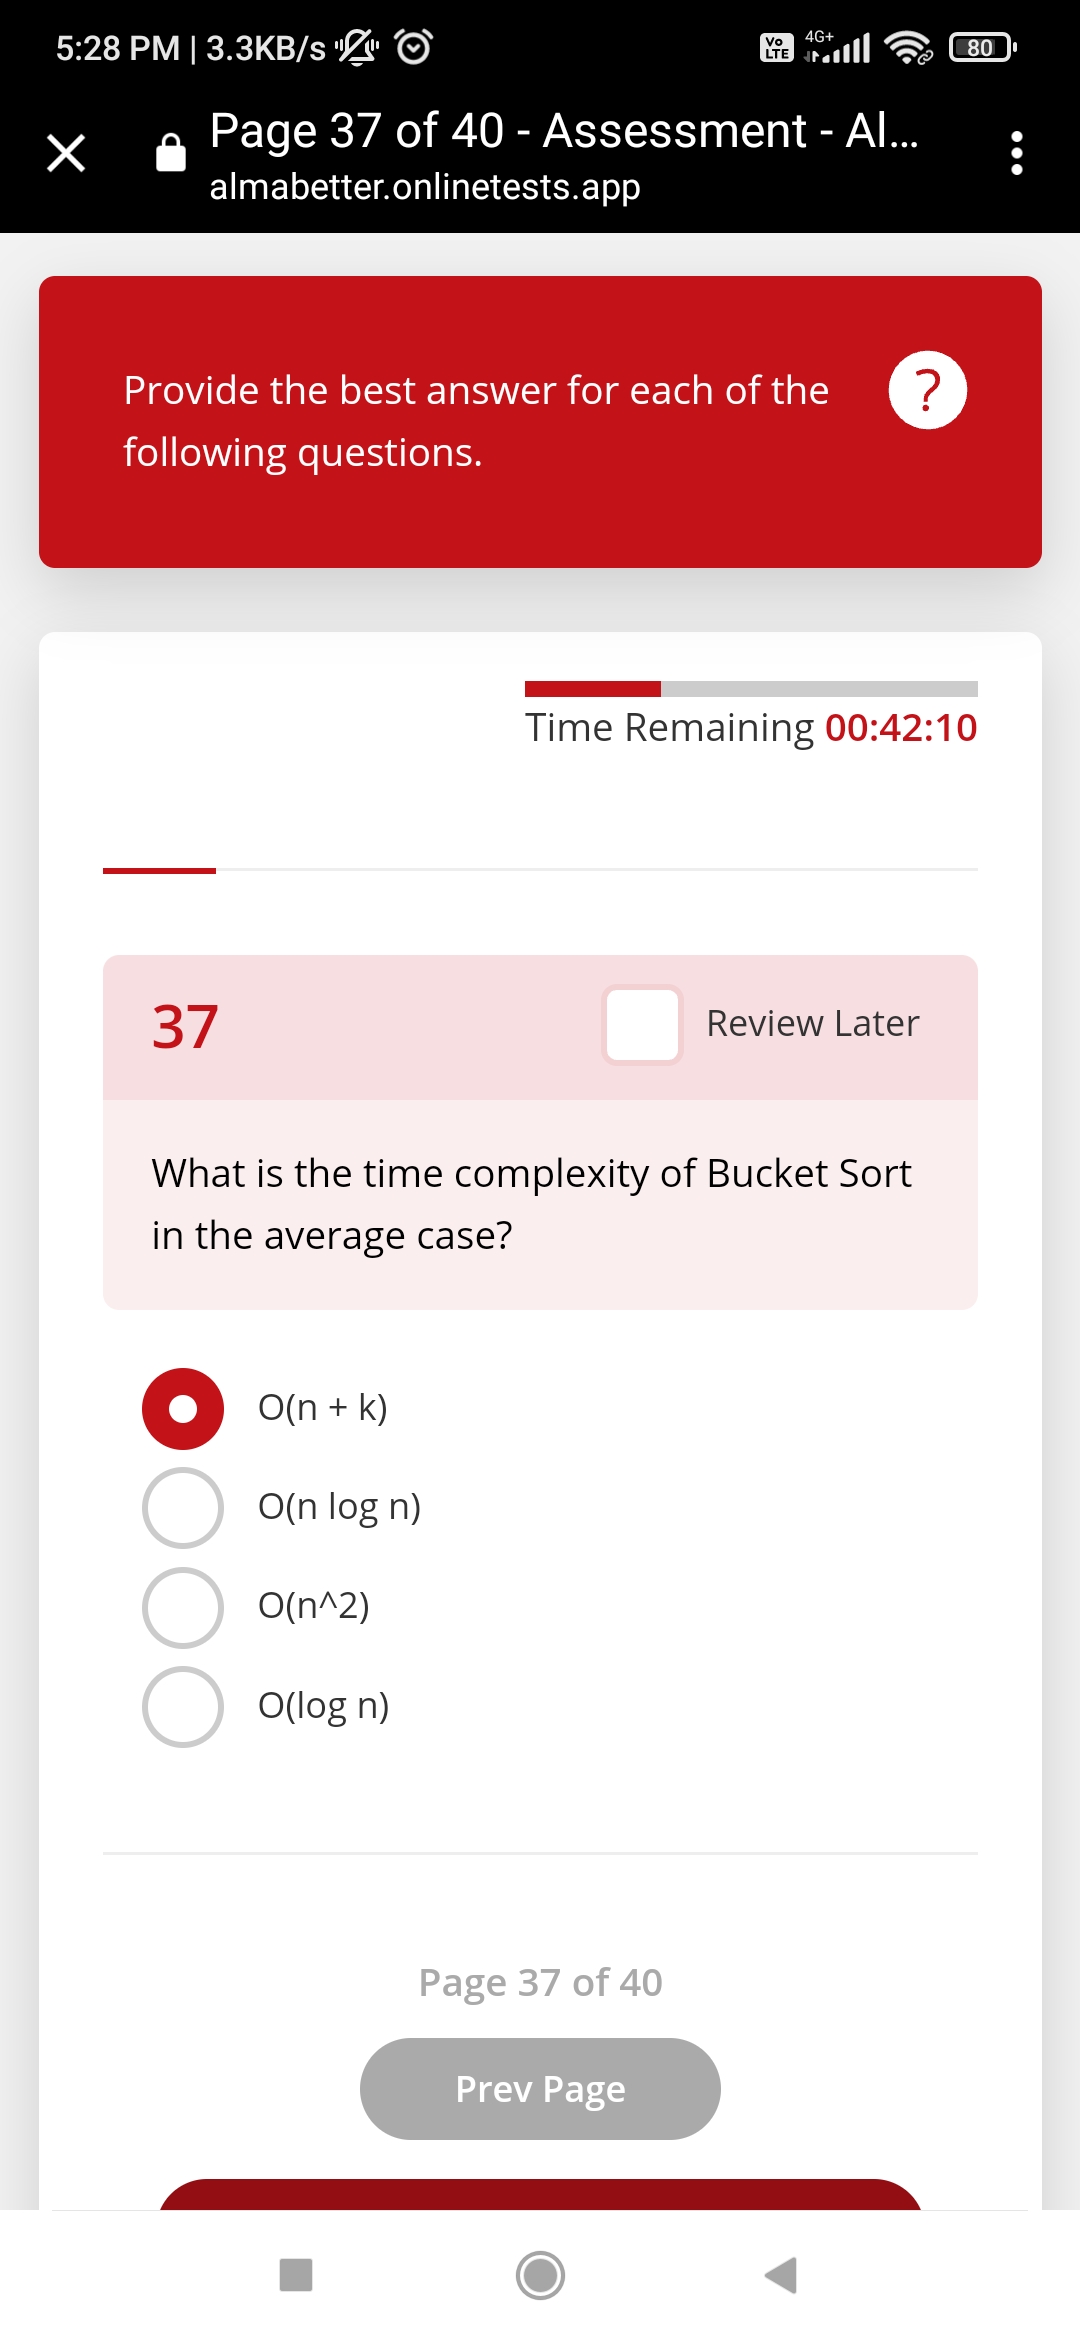 5:28 PM | 3.3KB/s
Vo LTE 4G+ 80
Page 37 of 40 - Assessment - Al...
almabetter.onlinetests.app
Provide the best answer for each of the
following questions.
?
Time Remaining 00:42:10
37
Review Later
What is the time complexity of Bucket Sort
in the average case?
O(n + k)
O(n log n)
O(n^2)
O(log n)
Page 37 of 40
Prev Page